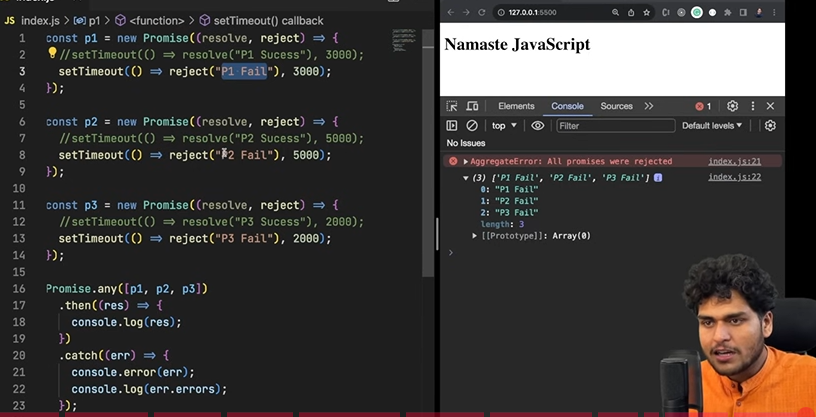 index.js
JS index.js > p1 > <function> > setTimeout() callback
1 const p1 = new Promise((resolve, reject) ⇒ {
2 //setTimeout(() ⇒ resolve("P1 Sucess"), 3000);
3 setTimeout(() ⇒ reject("P1 Fail"), 3000);
4 });
5
6 const p2 = new Promise((resolve, reject) ⇒ {
7 //setTimeout(() ⇒ resolve("P2 Sucess"), 5000);
8 setTimeout(() ⇒ reject("P2 Fail"), 5000);
9 });
10
11 const p3 = new Promise((resolve, reject) ⇒ {
12 //setTimeout(() ⇒ resolve("P3 Sucess"), 2000);
13 setTimeout(() ⇒ reject("P3 Fail"), 2000);
14 });
15
16 Promise.any([p1, p2, p3])
17 .then((res) ⇒ {
18 console.log(res);
19 })
20 .catch((err) ⇒ {
21 console.error(err);
22 console.log(err.errors);
23 });
127.0.0.1:5500
Namaste JavaScript
Elements Console Sources » 1
top Filter Default levels
No Issues
AggregateError: All promises were rejected index.js:21
(3) ['P1 Fail', 'P2 Fail', 'P3 Fail'] index.js:22
0: "P1 Fail"
1: "P2 Fail"
2: "P3 Fail"
length: 3
[[Prototype]]: Array(0)